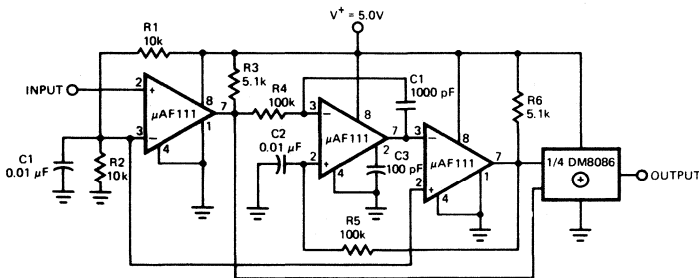 V+ = 5.0V
R1
10k
R3
5.1k
R4
100k
C1
1000 pF
R6
5.1k
INPUT
2
+
μAF111
8
7
3
−
1
4
C1
0.01 μF
R2
10k
C2
0.01 μF
3
−
μAF111
8
7
2
+
2
4
C3
100 pF
3
−
μAF111
8
7
2
+
1
4
R5
100k
1/4 DM8086
+
OUTPUT